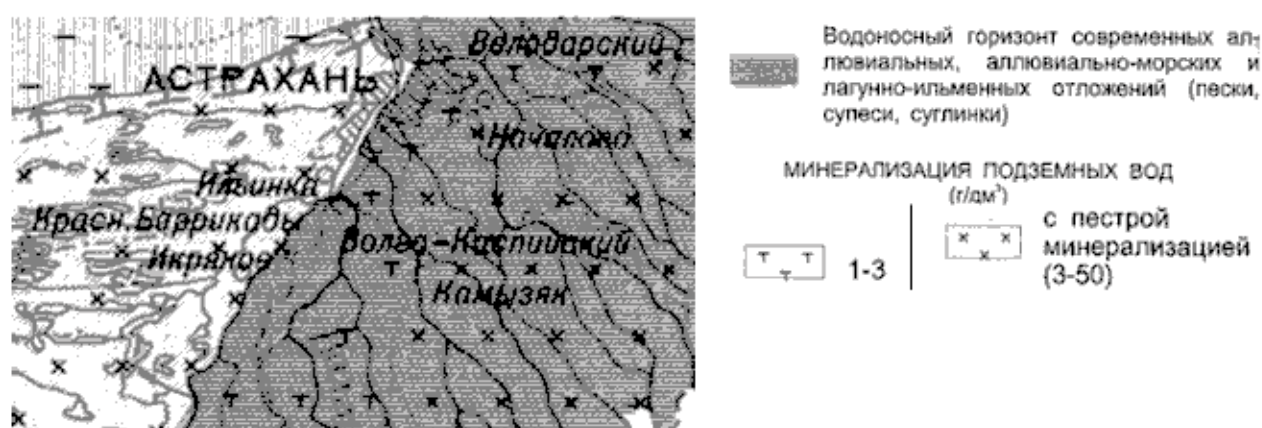 Володарский
АСТРАХАНЬ
Началово
Ильинка
Красн. Баррикады
Волго-Каспийский
Икряное
Камызяк
Водоносный горизонт современных ал-
лювиальных, аллювиально-морских и
лагунно-ильменных отложений (пески,
супеси, суглинки)
МИНЕРАЛИЗАЦИЯ ПОДЗЕМНЫХ ВОД
(г/дм³)
1-3
с пестрой
минерализацией
(3-50)